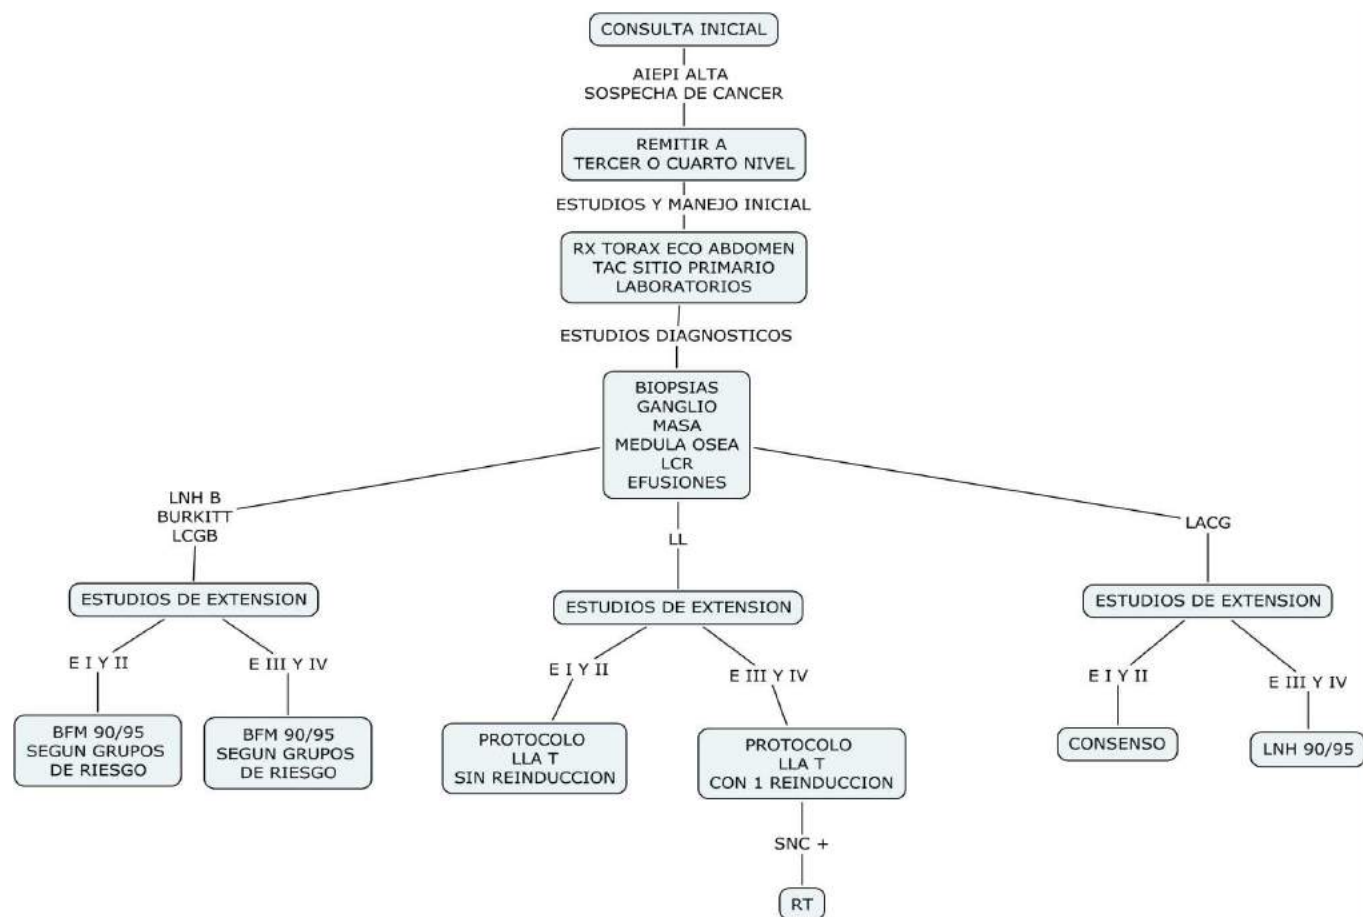 CONSULTA INICIAL
AIEPI ALTA
SOSPECHA DE CANCER
REMITIR A
TERCER O CUARTO NIVEL
ESTUDIOS Y MANEJO INICIAL
RX TORAX ECO ABDOMEN
TAC SITIO PRIMARIO
LABORATORIOS
ESTUDIOS DIAGNOSTICOS
BIOPSIAS
GANGLIO
MASA
MEDULA OSEA
LCR
EFUSIONES
LNH B
BURKITT
LCGB
ESTUDIOS DE EXTENSION
E I Y II
BFM 90/95
SEGUN GRUPOS
DE RIESGO
E III Y IV
BFM 90/95
SEGUN GRUPOS
DE RIESGO
LL
ESTUDIOS DE EXTENSION
E I Y II
PROTOCOLO
LLA T
SIN REINDUCCION
E III Y IV
PROTOCOLO
LLA T
CON 1 REINDUCCION
SNC +
RT
LACG
ESTUDIOS DE EXTENSION
E I Y II
CONSENSO
E III Y IV
LNH 90/95